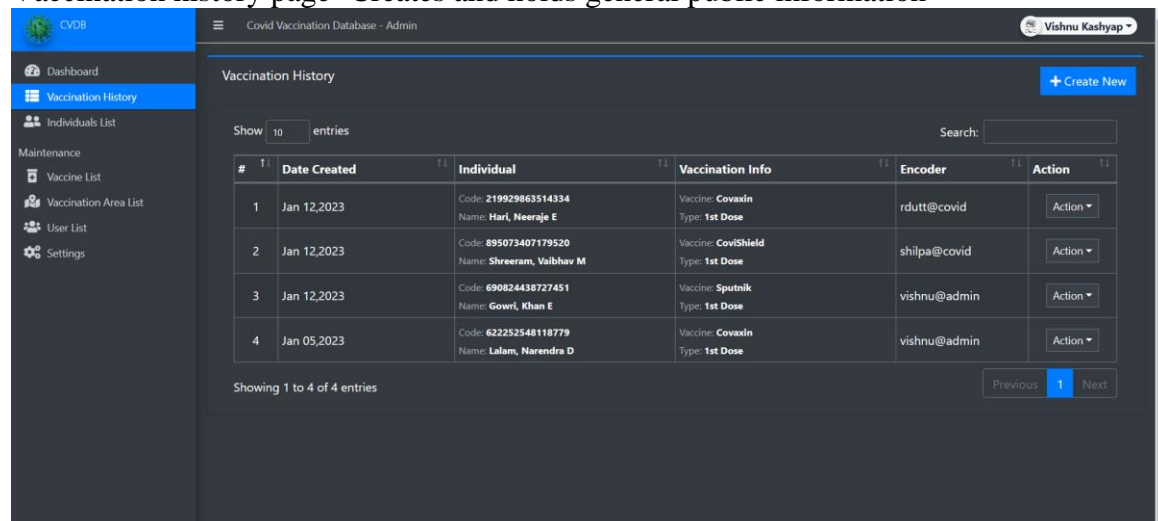 Vaccination history page- Creates and holds general public information
CVDB
Covid Vaccination Database - Admin
Vishnu Kashyap
Dashboard
Vaccination History
Individuals List
Maintenance
Vaccine List
Vaccination Area List
User List
Settings
Vaccination History
+ Create New
Show 10 entries
Search:
# Date Created Individual Vaccination Info Encoder Action
1 Jan 12,2023 Code: 219929863514334 Vaccine: Covaxin rdutt@covid Action
Name: Hari, Neeraje E Type: 1st Dose
2 Jan 12,2023 Code: 895073407179520 Vaccine: CoviShield shilpa@covid Action
Name: Shreeram, Vaibhav M Type: 1st Dose
3 Jan 12,2023 Code: 690824438727451 Vaccine: Sputnik vishnu@admin Action
Name: Gowri, Khan E Type: 1st Dose
4 Jan 05,2023 Code: 622252548118779 Vaccine: Covaxin vishnu@admin Action
Name: Lalam, Narendra D Type: 1st Dose
Showing 1 to 4 of 4 entries
Previous 1 Next